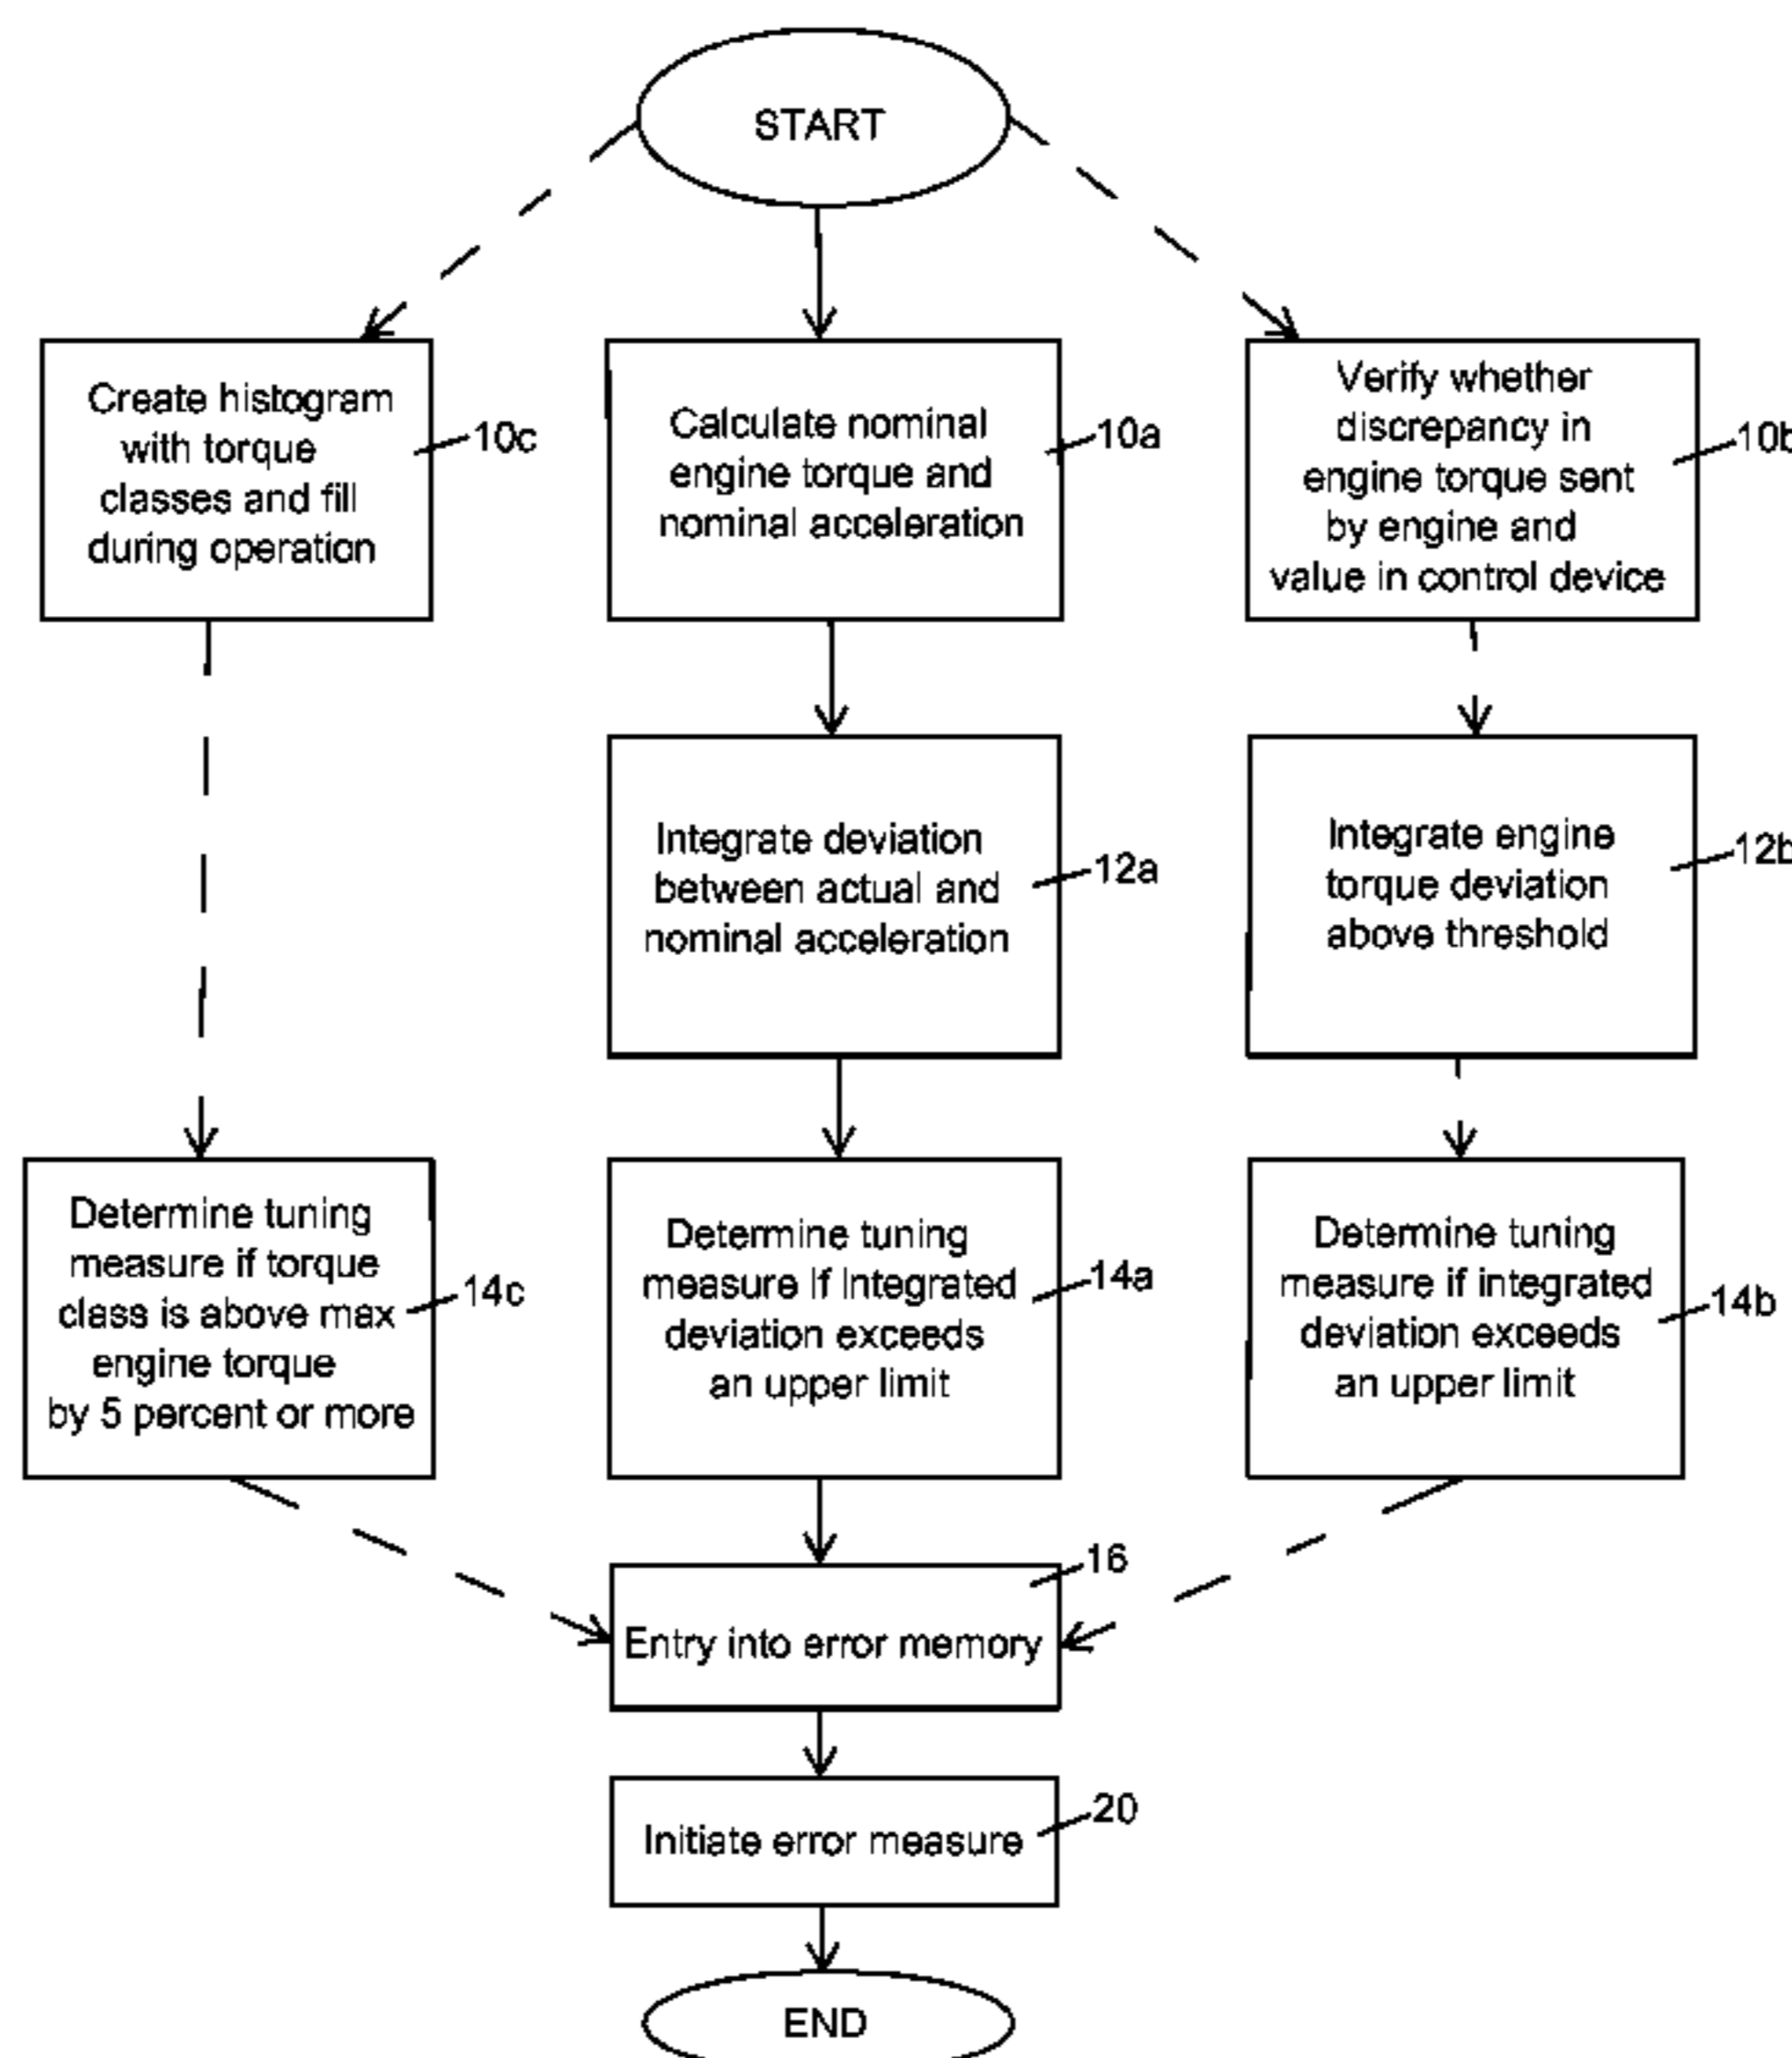 START
Create histogram
with torque
classes and fill
during operation
10c
Calculate nominal
engine torque and
nominal acceleration
10a
Verify whether
discrepancy in
engine torque sent
by engine and
value in control device
10b
Integrate deviation
between actual and
nominal acceleration
12a
Integrate engine
torque deviation
above threshold
12b
Determine tuning
measure if torque
class is above max
engine torque
by 5 percent or more
14c
Determine tuning
measure if integrated
deviation exceeds
an upper limit
14a
Determine tuning
measure if integrated
deviation exceeds
an upper limit
14b
16
Entry into error memory
20
Initiate error measure
END